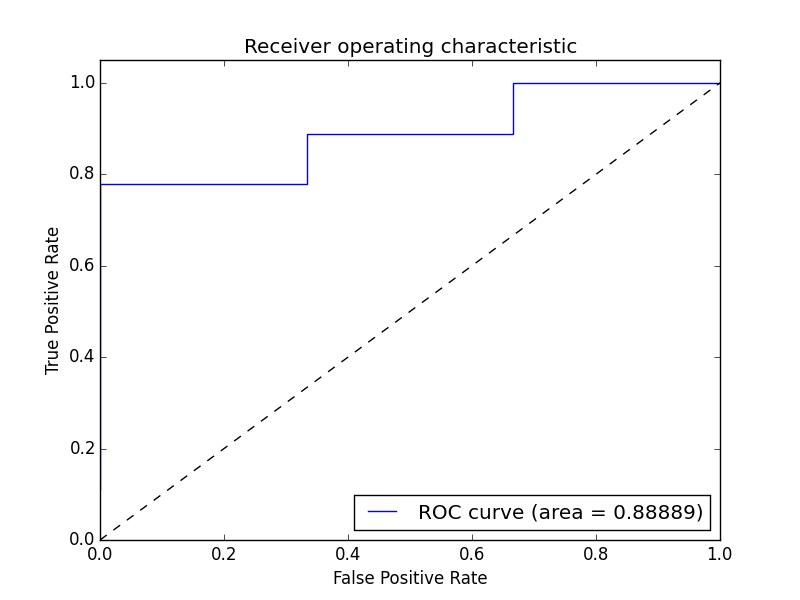 Receiver operating characteristic
True Positive Rate
1.0
0.8
0.6
0.4
0.2
0.0
ROC curve (area = 0.88889)
0.0 0.2 0.4 0.6 0.8 1.0
False Positive Rate